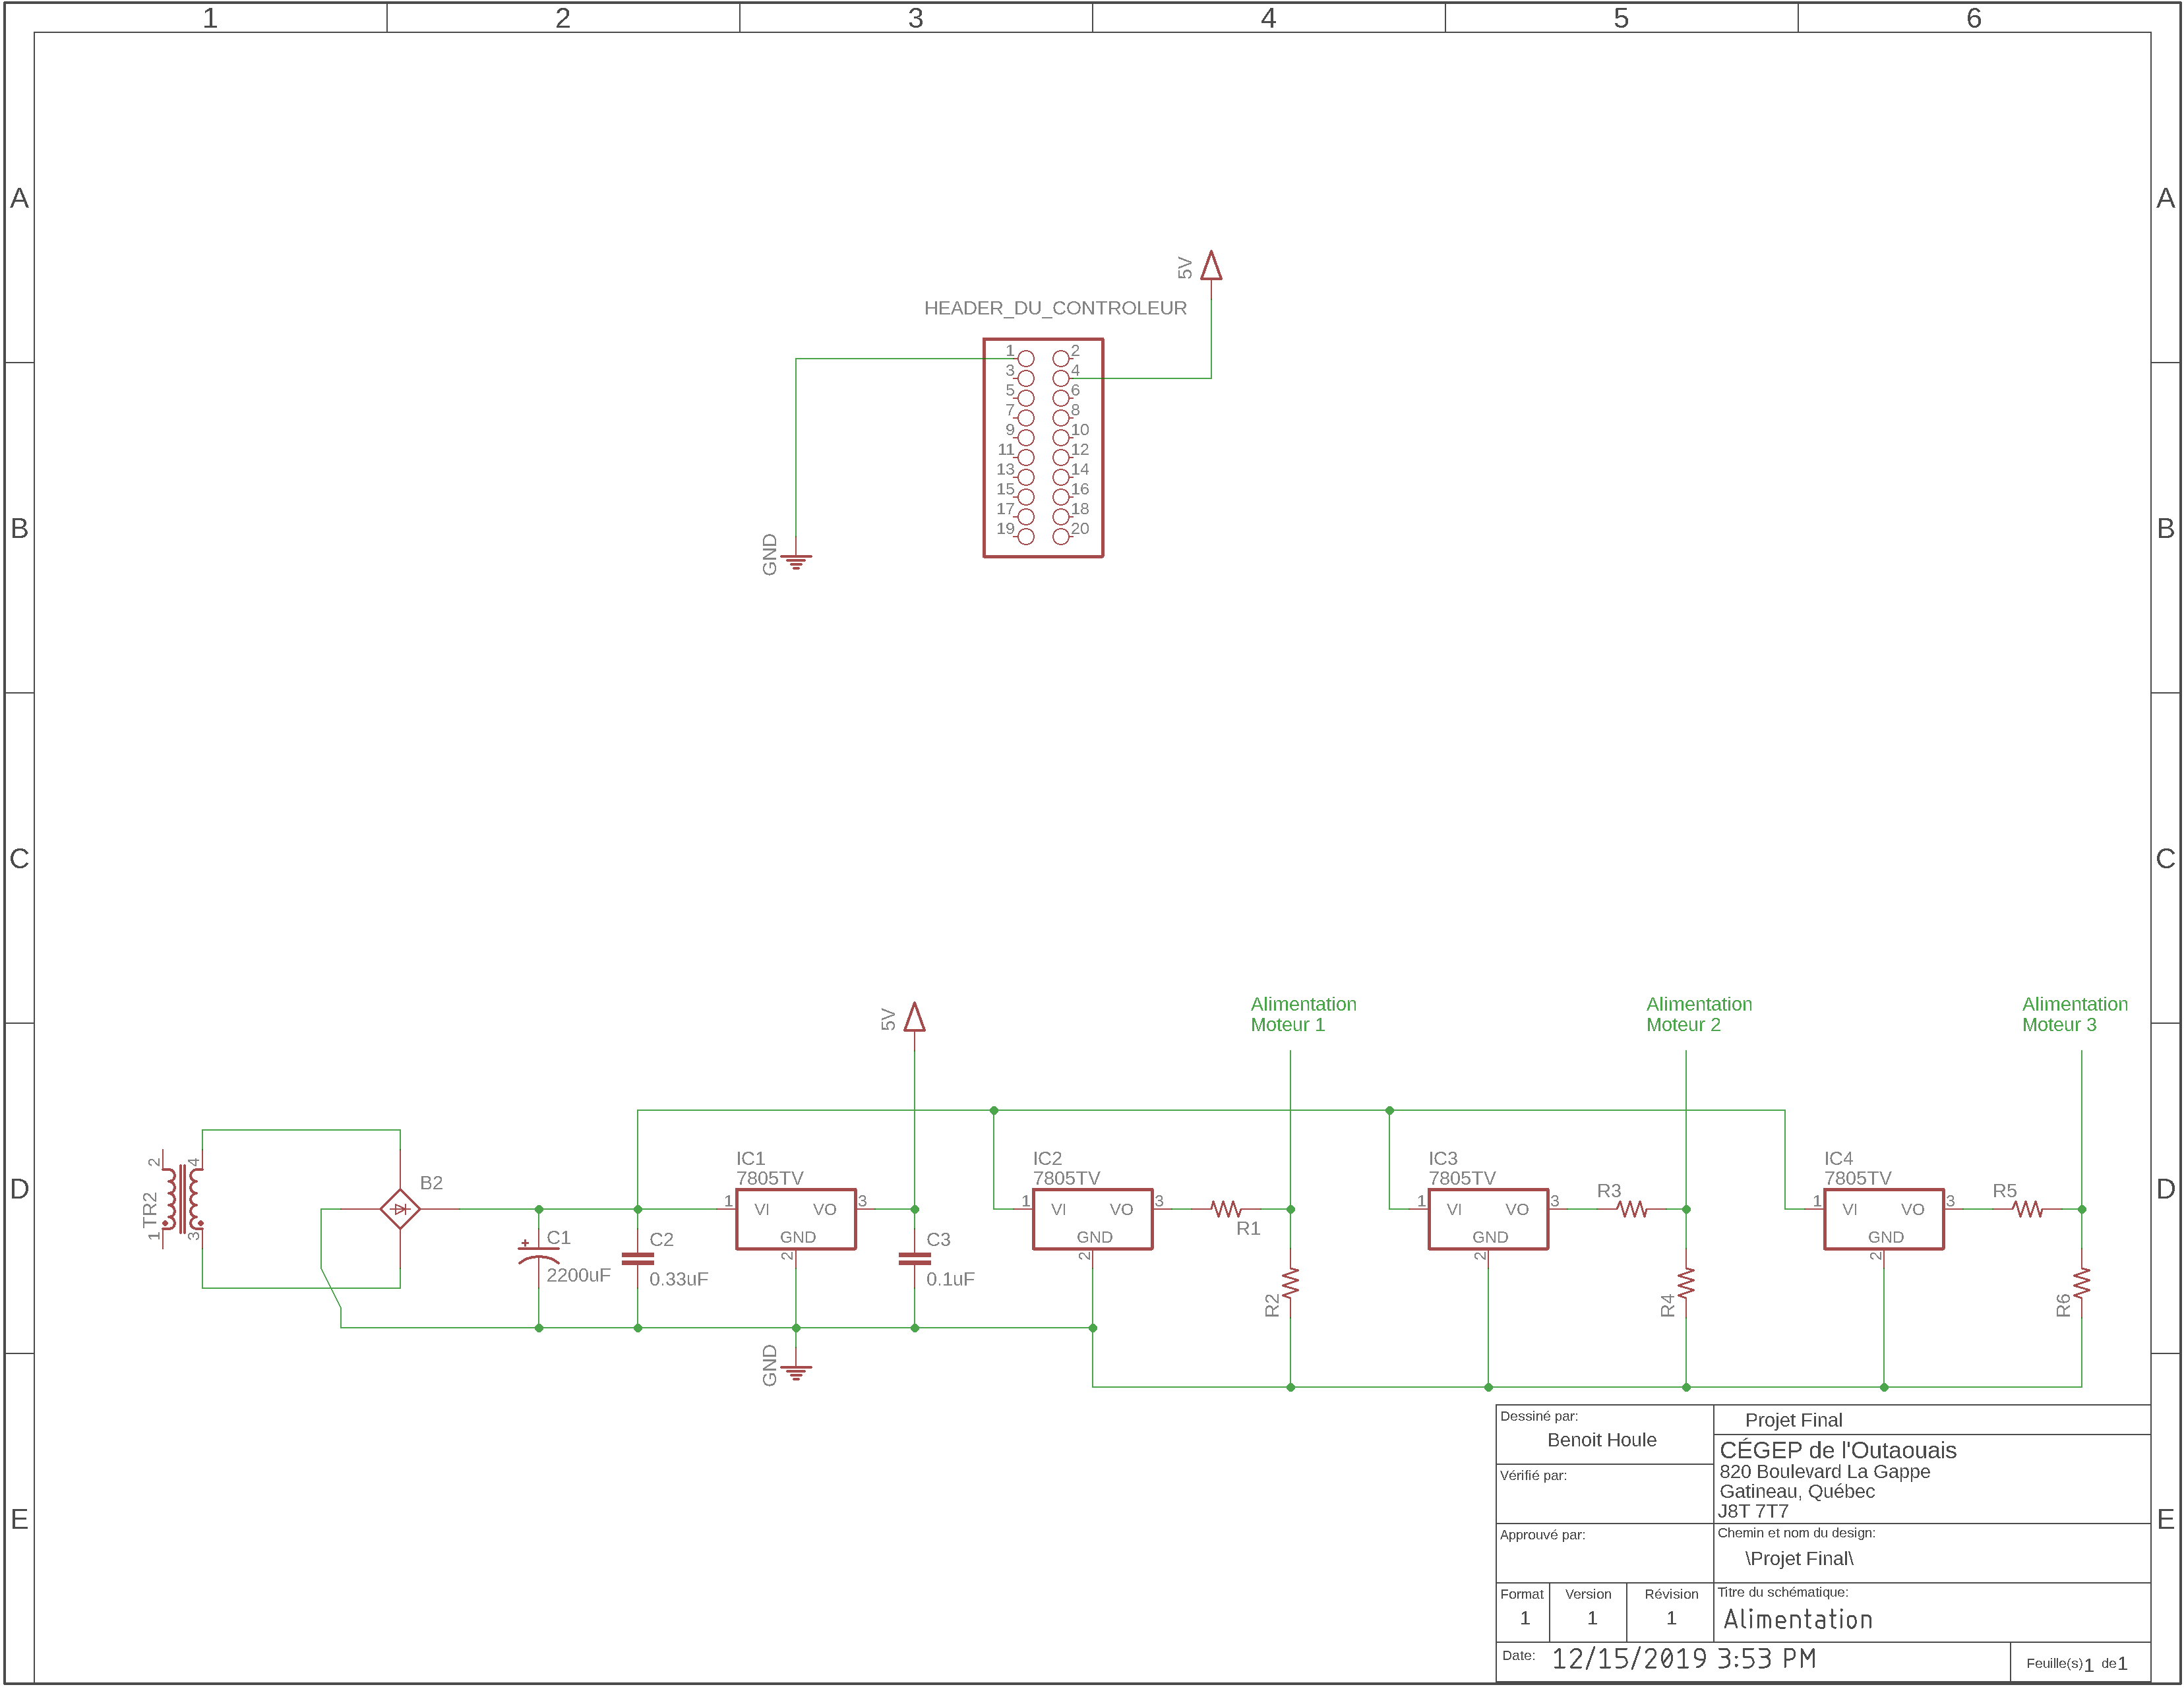 1 2 3 4 5 6
A A
5V
HEADER_DU_CONTROLEUR
1 2
3 4
5 6
7 8
9 10
11 12
13 14
15 16
17 18
19 20
B B
GND
C C
5V
Alimentation
Moteur 1
Alimentation
Moteur 2
Alimentation
Moteur 3
D D
TR2
2 4
1 3
B2
C1
2200uF
C2
0.33uF
IC1
7805TV
1 VI VO 3
GND
2
C3
0.1uF
IC2
7805TV
1 VI VO 3
GND
2
R1
R2
IC3
7805TV
1 VI VO 3
GND
2
R3
R4
IC4
7805TV
1 VI VO 3
GND
2
R5
R6
GND
E E
Dessiné par:
Benoit Houle
Vérifié par:
Approuvé par:
Format Version Révision
1 1 1
Projet Final
CÉGEP de l'Outaouais
820 Boulevard La Gappe
Gatineau, Québec
J8T 7T7
Chemin et nom du design:
\Projet Final\
Titre du schématique:
Alimentation
Date: 12/15/2019 3:53 PM
Feuille(s) 1 de 1